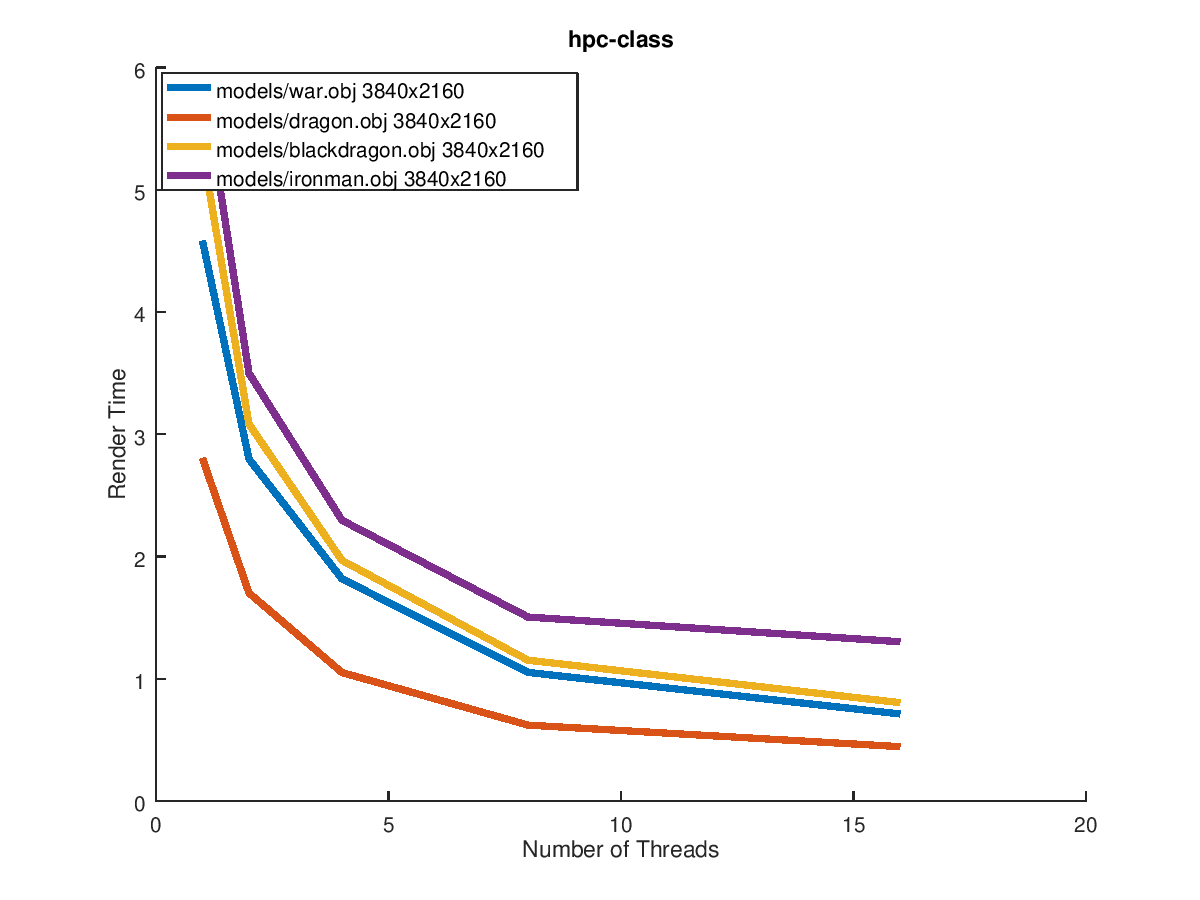 hpc-class
models/war.obj 3840x2160
models/dragon.obj 3840x2160
models/blackdragon.obj 3840x2160
models/ironman.obj 3840x2160
6
5
4
3
2
1
0
Render Time
0 5 10 15 20
Number of Threads